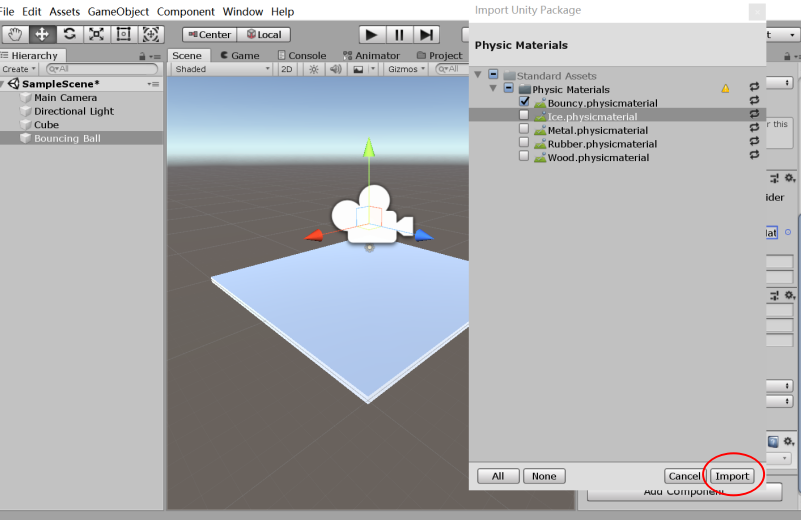 File Edit Assets GameObject Component Window Help
Import Unity Package
Center Local
t
Physic Materials
Hierarchy
Scene Game Console Animator Project
Create All
Shaded 2D Gizmos All
SampleScene*
Main Camera
Directional Light
Cube
Bouncing Ball
Standard Assets
Physic Materials
Bouncy.physicmaterial
Ice.physicmaterial
Metal.physicmaterial
Rubber.physicmaterial
Wood.physicmaterial
r this
ider
lat
All None Cancel Import
Add Component